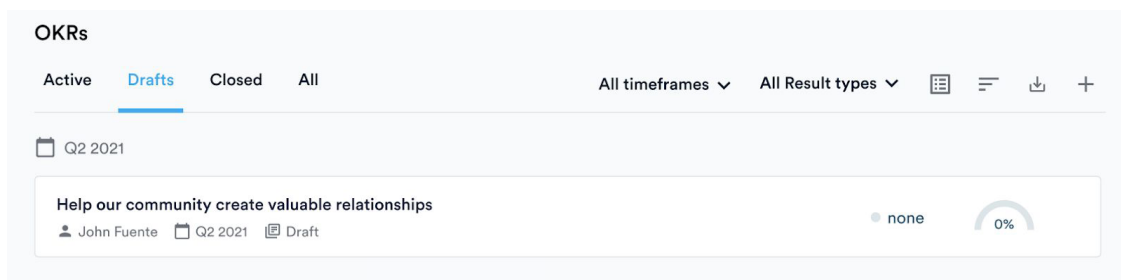 OKRs
Active Drafts Closed All All timeframes All Result types
Q2 2021
Help our community create valuable relationships
none 0%
John Fuente Q2 2021 Draft